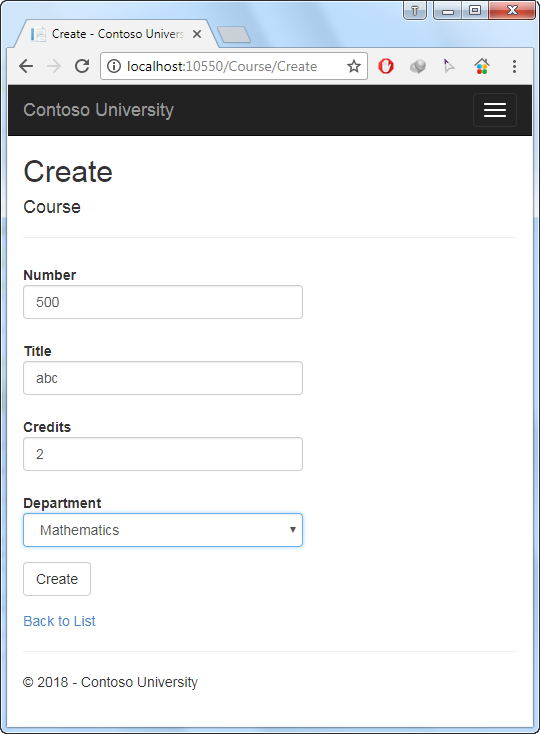 Create - Contoso Univers
localhost:10550/Course/Create
Contoso University
Create
Course
Number
500
Title
abc
Credits
2
Department
Mathematics
Create
Back to List
© 2018 - Contoso University